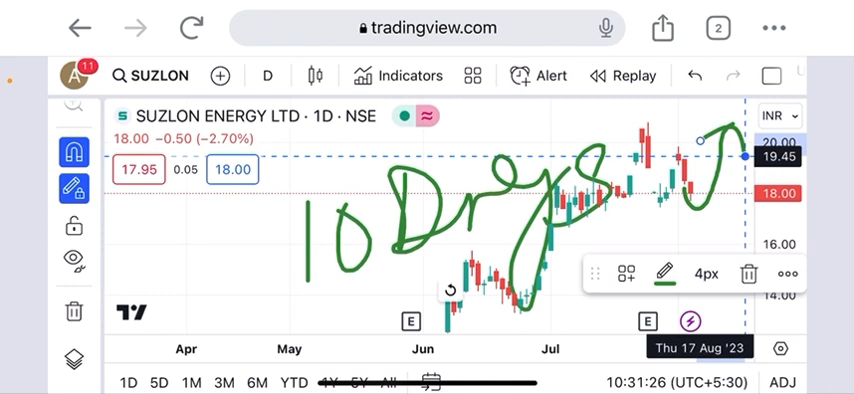 tradingview.com
2
11
A
SUZLON
D
Indicators
Alert
Replay
SUZLON ENERGY LTD · 1D · NSE
INR
18.00 −0.50 (−2.70%)
17.95
0.05
18.00
20.00
19.45
18.00
16.00
14.00
10 Days
4px
E
E
Apr
May
Jun
Jul
Thu 17 Aug '23
1D
5D
1M
3M
6M
YTD
1Y
5Y
All
10:31:26 (UTC+5:30)
ADJ